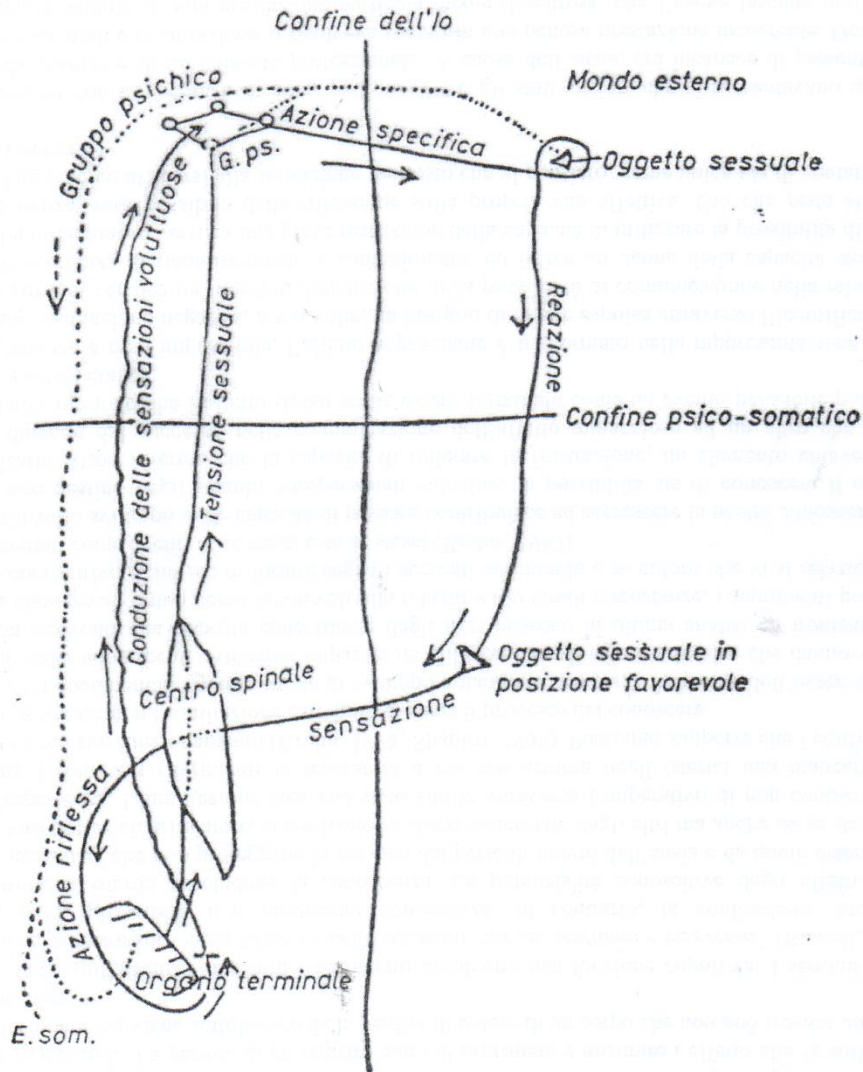 Confine dell'Io
Mondo esterno
Gruppo psichico
Azione specifica
G. ps.
Oggetto sessuale
Conduzione delle sensazioni voluttuose
Tensione sessuale
Reazione
Confine psico-somatico
Oggetto sessuale in
posizione favorevole
Centro spinale
Sensazione
Azione riflessa
Organo terminale
E. som.